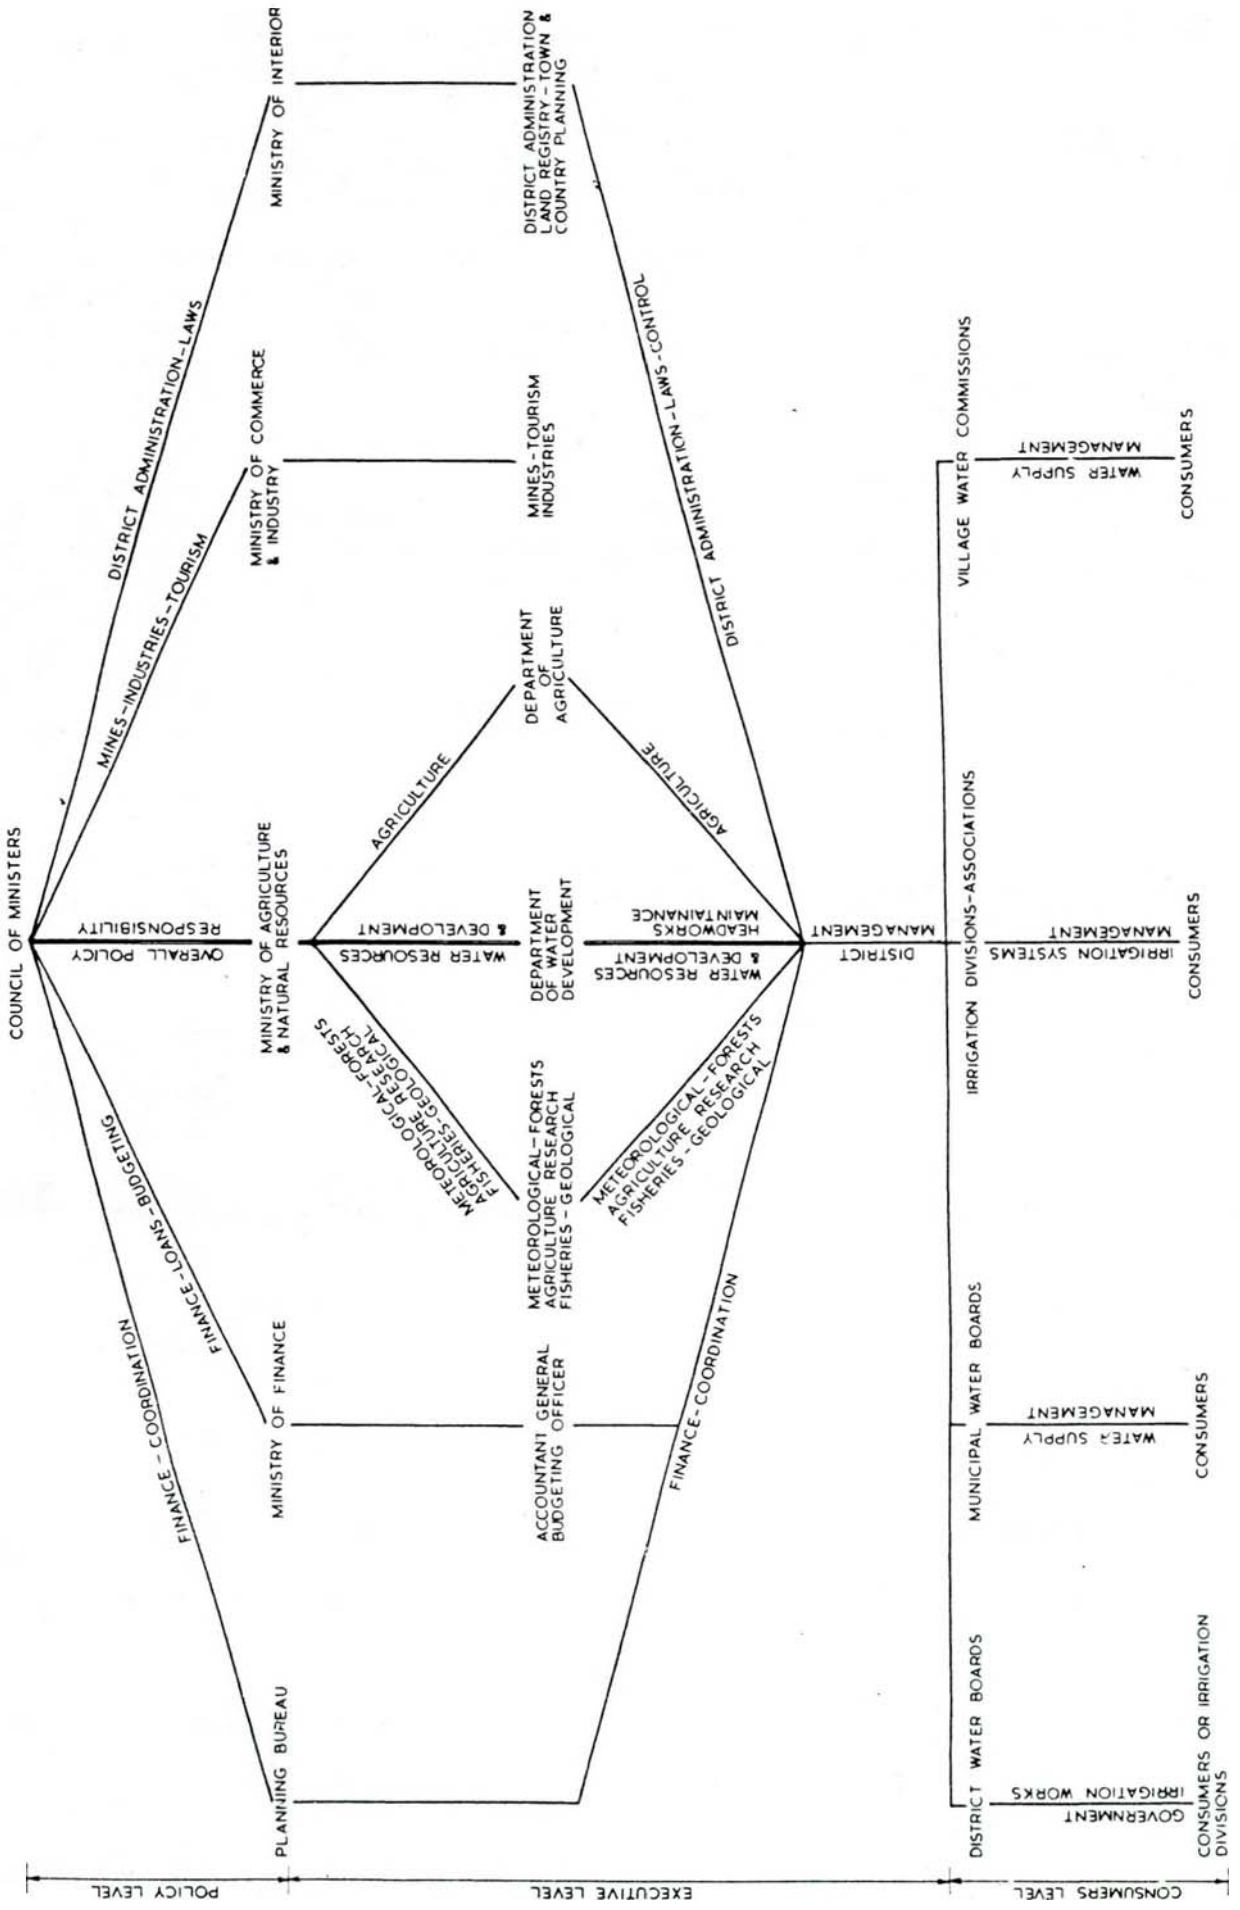 COUNCIL OF MINISTERS
POLICY LEVEL
EXECUTIVE LEVEL
CONSUMERS LEVEL
FINANCE - COORDINATION
FINANCE - LOANS - BUDGETING
OVERALL POLICY
RESPONSIBILITY
MINES - INDUSTRIES - TOURISM
DISTRICT ADMINISTRATION - LAWS
PLANNING BUREAU
MINISTRY OF FINANCE
MINISTRY OF AGRICULTURE
& NATURAL RESOURCES
MINISTRY OF COMMERCE
& INDUSTRY
MINISTRY OF INTERIOR
METEOROLOGICAL - FORESTS
AGRICULTURE RESEARCH
FISHERIES - GEOLOGICAL
WATER RESOURCES
& DEVELOPMENT
AGRICULTURE
ACCOUNTANT GENERAL
BUDGETING OFFICER
METEOROLOGICAL - FORESTS
AGRICULTURE RESEARCH
FISHERIES - GEOLOGICAL
DEPARTMENT
OF WATER
DEVELOPMENT
DEPARTMENT
OF
AGRICULTURE
MINES - TOURISM
INDUSTRIES
DISTRICT ADMINISTRATION
LAND REGISTRY - TOWN &
COUNTRY PLANNING
FINANCE - COORDINATION
METEOROLOGICAL - FORESTS
AGRICULTURE RESEARCH
FISHERIES - GEOLOGICAL
WATER RESOURCES
& DEVELOPMENT
HEADWORKS
MAINTAINANCE
AGRICULTURE
DISTRICT ADMINISTRATION - LAWS - CONTROL
DISTRICT
MANAGEMENT
DISTRICT WATER BOARDS
MUNICIPAL WATER BOARDS
IRRIGATION DIVISIONS - ASSOCIATIONS
VILLAGE WATER COMMISSIONS
GOVERNMENT
IRRIGATION WORKS
WATER SUPPLY
MANAGEMENT
IRRIGATION SYSTEMS
MANAGEMENT
WATER SUPPLY
MANAGEMENT
CONSUMERS OR IRRIGATION
DIVISIONS
CONSUMERS
CONSUMERS
CONSUMERS